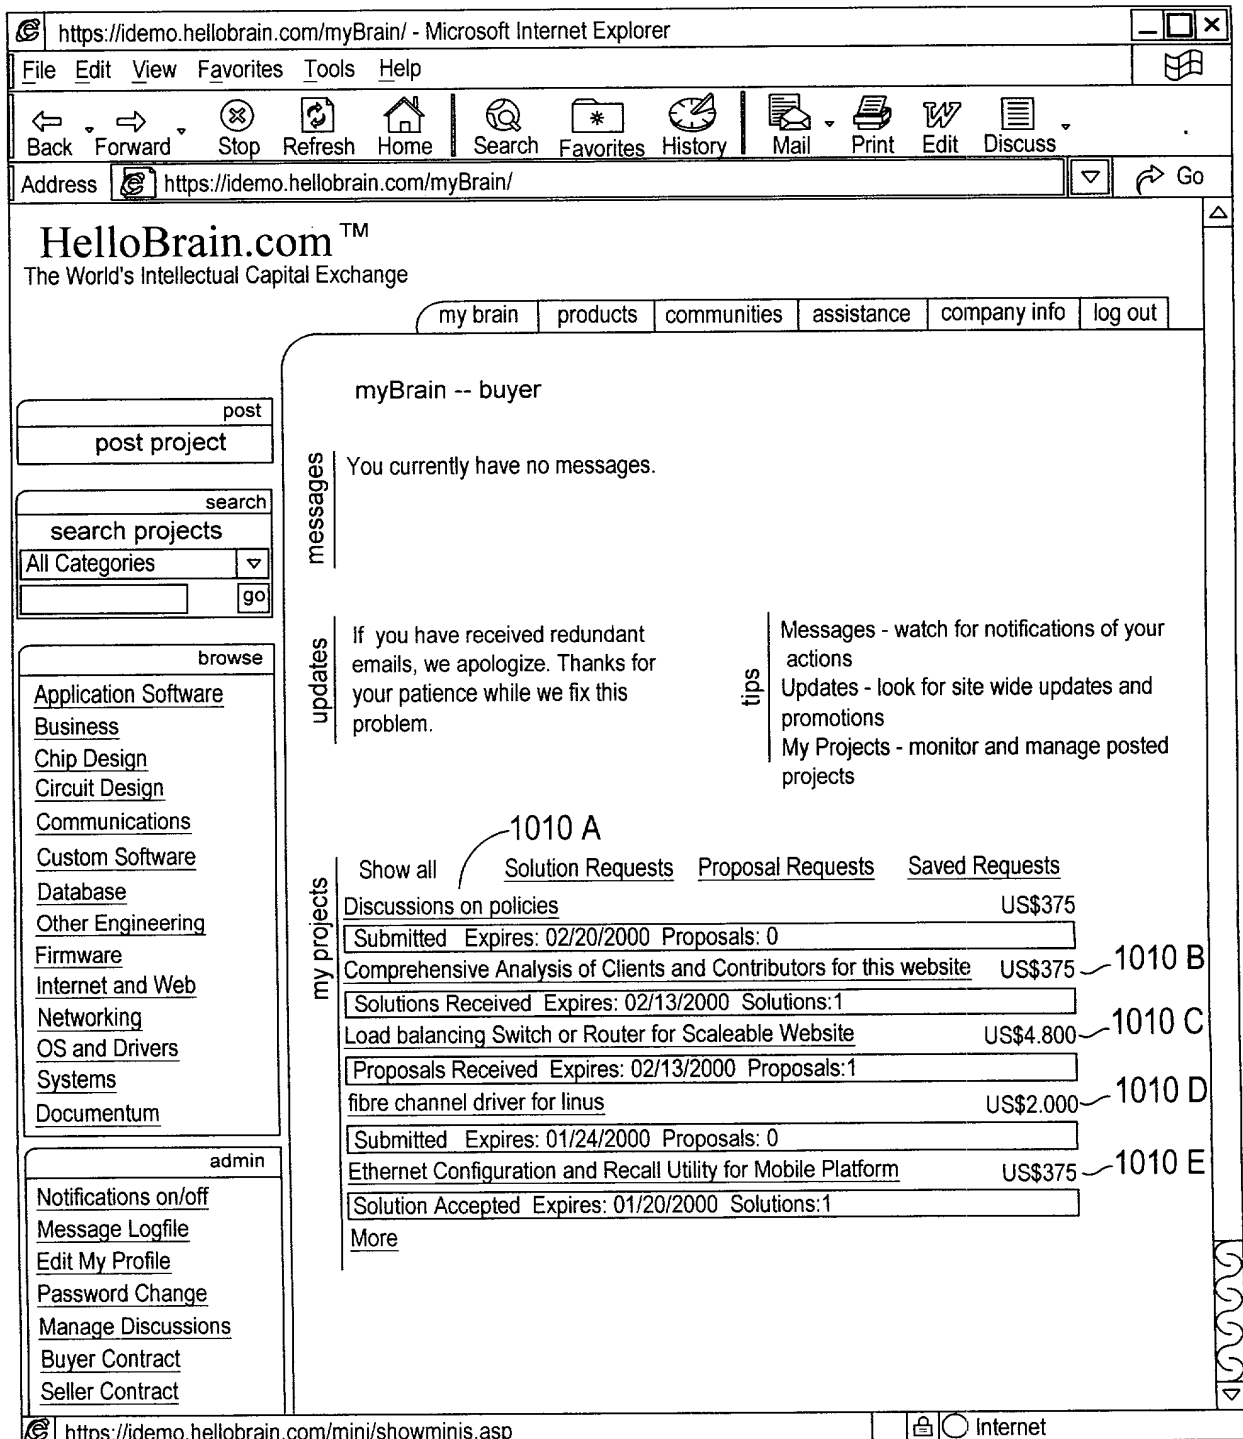 https://idemo.hellobrain.com/myBrain/ - Microsoft Internet Explorer
File Edit View Favorites Tools Help
Back Forward Stop Refresh Home Search Favorites History Mail Print Edit Discuss
Address https://idemo.hellobrain.com/myBrain/ Go
HelloBrain.com™
The World's Intellectual Capital Exchange
my brain products communities assistance company info log out
myBrain -- buyer
post
post project
search
search projects
All Categories
go
browse
Application Software
Business
Chip Design
Circuit Design
Communications
Custom Software
Database
Other Engineering
Firmware
Internet and Web
Networking
OS and Drivers
Systems
Documentum
admin
Notifications on/off
Message Logfile
Edit My Profile
Password Change
Manage Discussions
Buyer Contract
Seller Contract
messages
You currently have no messages.
updates
If you have received redundant
emails, we apologize. Thanks for
your patience while we fix this
problem.
tips
Messages - watch for notifications of your
actions
Updates - look for site wide updates and
promotions
My Projects - monitor and manage posted
projects
1010 A
my projects
Show all Solution Requests Proposal Requests Saved Requests
Discussions on policies US$375
Submitted Expires: 02/20/2000 Proposals: 0
Comprehensive Analysis of Clients and Contributors for this website US$375 1010 B
Solutions Received Expires: 02/13/2000 Solutions:1
Load balancing Switch or Router for Scaleable Website US$4.800 1010 C
Proposals Received Expires: 02/13/2000 Proposals:1
fibre channel driver for linus US$2.000 1010 D
Submitted Expires: 01/24/2000 Proposals: 0
Ethernet Configuration and Recall Utility for Mobile Platform US$375 1010 E
Solution Accepted Expires: 01/20/2000 Solutions:1
More
https://idemo.hellobrain.com/mini/showminis.asp Internet